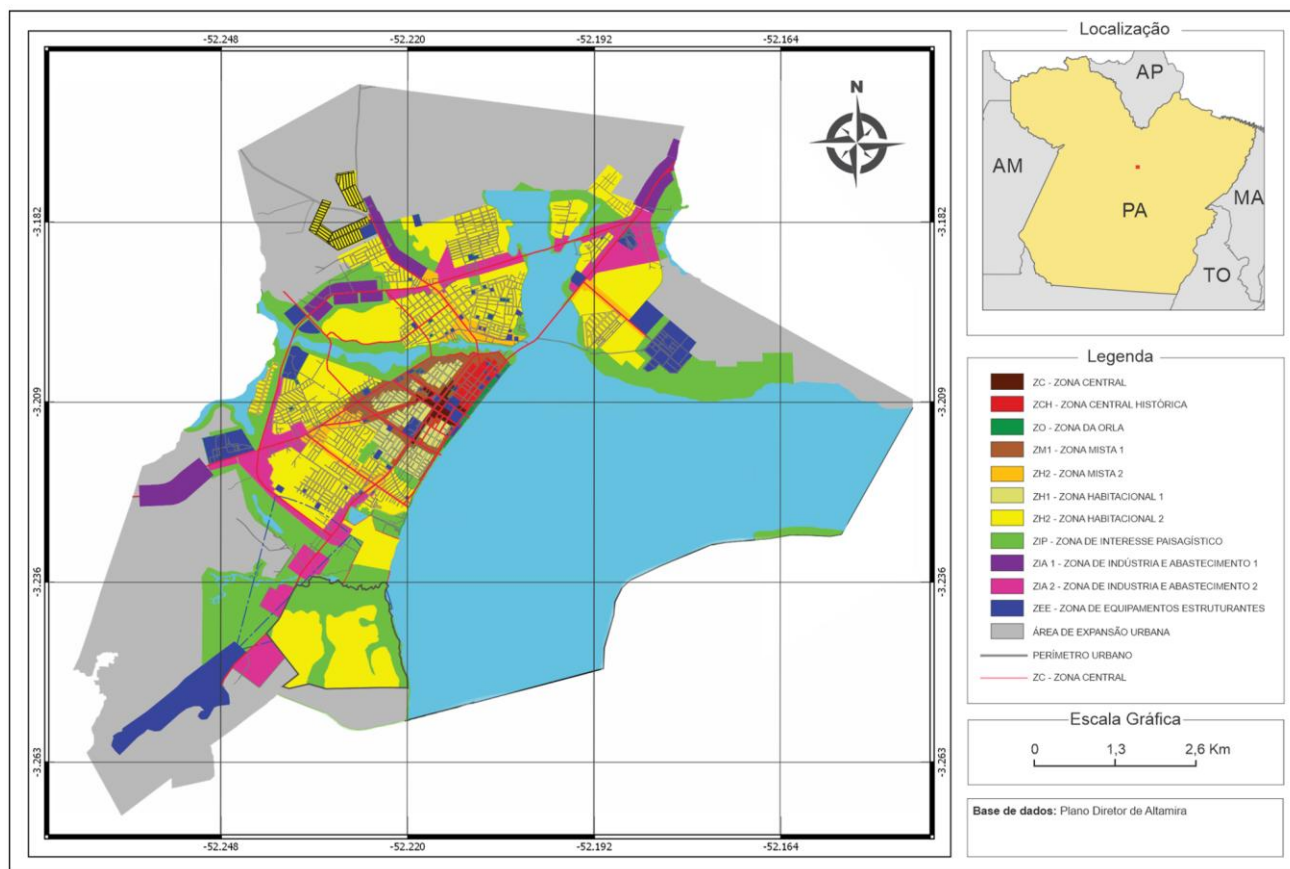 -52.248
-52.220
-52.192
-52.164
N
-3.182
-3.182
-3.209
-3.209
-3.236
-3.236
-3.263
-3.263
-52.248
-52.220
-52.192
-52.164
Localização
AP
AM
PA
MA
TO
Legenda
ZC - ZONA CENTRAL
ZCH - ZONA CENTRAL HISTÓRICA
ZO - ZONA DA ORLA
ZM1 - ZONA MISTA 1
ZH2 - ZONA MISTA 2
ZH1 - ZONA HABITACIONAL 1
ZH2 - ZONA HABITACIONAL 2
ZIP - ZONA DE INTERESSE PAISAGÍSTICO
ZIA 1 - ZONA DE INDÚSTRIA E ABASTECIMENTO 1
ZIA 2 - ZONA DE INDUSTRIA E ABASTECIMENTO 2
ZEE - ZONA DE EQUIPAMENTOS ESTRUTURANTES
ÁREA DE EXPANSÃO URBANA
PERÍMETRO URBANO
ZC - ZONA CENTRAL
Escala Gráfica
0 1,3 2,6 Km
Base de dados: Plano Diretor de Altamira